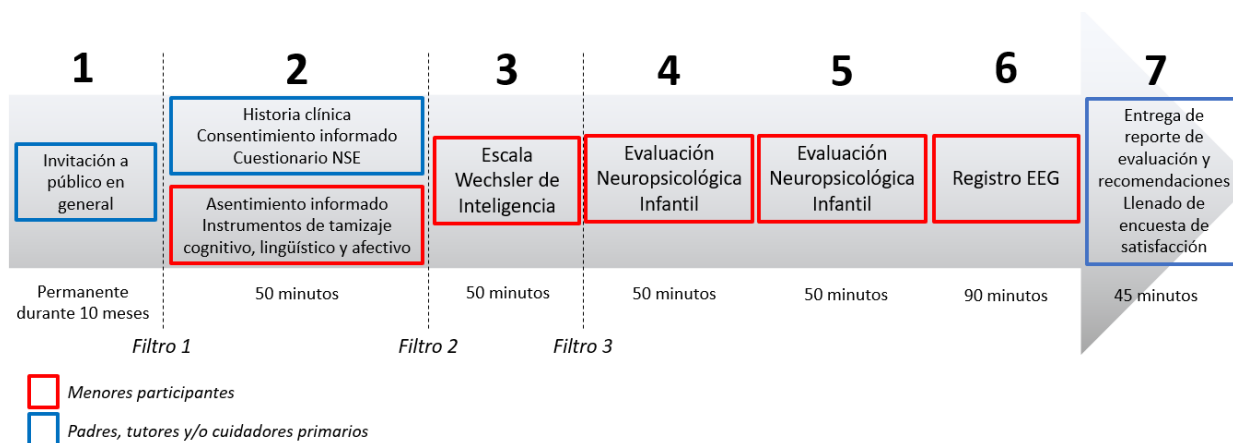 1
2
3
4
5
6
7
Invitación a
público en
general
Historia clínica
Consentimiento informado
Cuestionario NSE
Asentimiento informado
Instrumentos de tamizaje
cognitivo, lingüístico y afectivo
Escala
Wechsler de
Inteligencia
Evaluación
Neuropsicológica
Infantil
Evaluación
Neuropsicológica
Infantil
Registro EEG
Entrega de
reporte de
evaluación y
recomendaciones
Llenado de
encuesta de
satisfacción
Permanente
durante 10 meses
50 minutos
50 minutos
50 minutos
50 minutos
90 minutos
45 minutos
Filtro 1
Filtro 2
Filtro 3
Menores participantes
Padres, tutores y/o cuidadores primarios